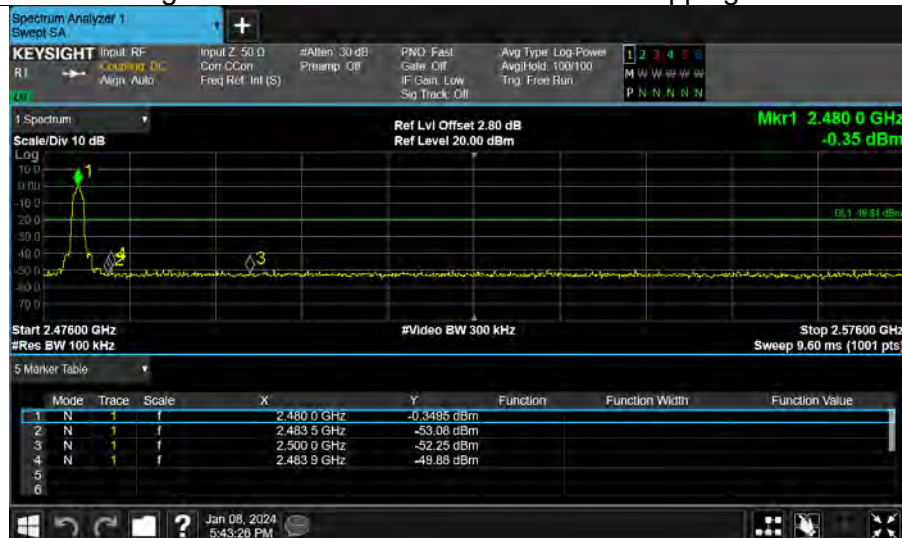 Spectrum Analyzer 1
Swept SA
+
KEYSIGHT Input: RF Input Z: 50 Ω #Atten: 30 dB PNO: Fast Avg Type: Log-Power 1 2 3 4 5 6
R L Coupling: DC Corr CCorr Preamp: Off Gate: Off Avg|Hold: 100/100 M W W W W W
Align: Auto Freq Ref: Int (S) IF Gain: Low Trig: Free Run P N N N N N
Sig Track: Off
1 Spectrum Ref Lvl Offset 2.80 dB Mkr1 2.480 0 GHz
Scale/Div 10 dB Ref Level 20.00 dBm -0.35 dBm
Log
10.0 1
0.00
-10.0
-20.0 DL1 -19.81 dBm
-30.0
-40.0 4 2 3
-50.0
-60.0
-70.0
Start 2.47600 GHz #Video BW 300 kHz Stop 2.57600 GHz
#Res BW 100 kHz Sweep 9.60 ms (1001 pts)
5 Marker Table
Mode Trace Scale X Y Function Function Width Function Value
1 N 1 f 2.480 0 GHz -0.3495 dBm
2 N 1 f 2.483 5 GHz -53.08 dBm
3 N 1 f 2.500 0 GHz -52.25 dBm
4 N 1 f 2.483 9 GHz -49.88 dBm
5
6
? Jan 08, 2024
5:43:26 PM